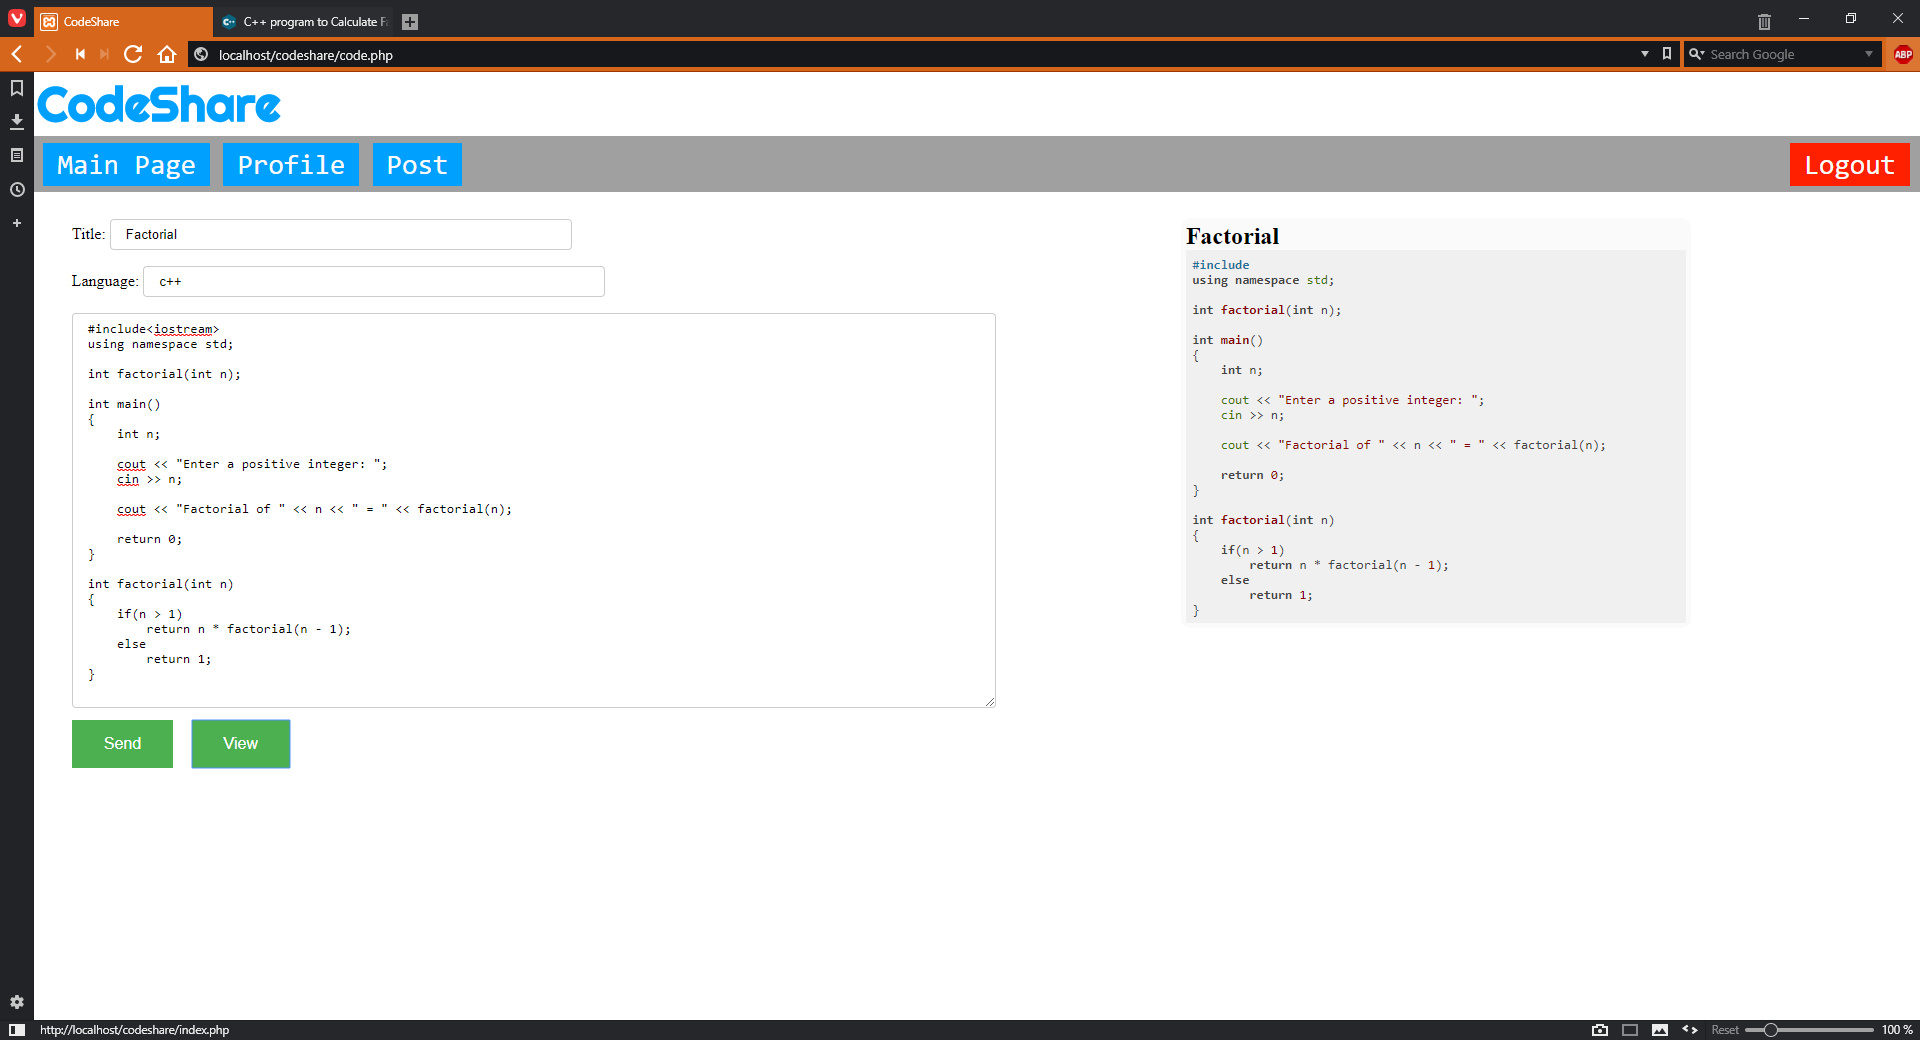 CodeShare
C++ program to Calculate F
localhost/codeshare/code.php
Search Google
ABP
CodeShare
Main Page
Profile
Post
Logout
Title:
Factorial
Language:
c++
#include<iostream>
using namespace std;
int factorial(int n);
int main()
{
    int n;
    cout << "Enter a positive integer: ";
    cin >> n;
    cout << "Factorial of " << n << " = " << factorial(n);
    return 0;
}
int factorial(int n)
{
    if(n > 1)
        return n * factorial(n - 1);
    else
        return 1;
}
Send
View
Factorial
#include
using namespace std;
int factorial(int n);
int main()
{
    int n;
    cout << "Enter a positive integer: ";
    cin >> n;
    cout << "Factorial of " << n << " = " << factorial(n);
    return 0;
}
int factorial(int n)
{
    if(n > 1)
        return n * factorial(n - 1);
    else
        return 1;
}
http://localhost/codeshare/index.php
Reset
100 %